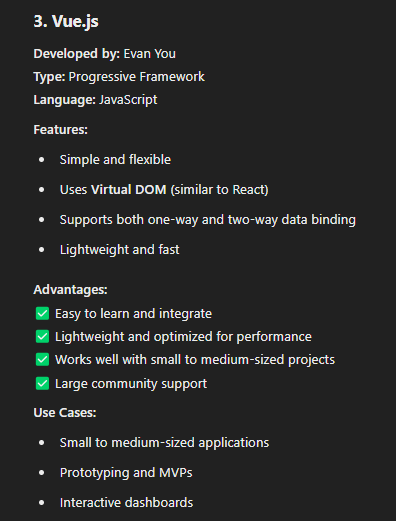 3. Vue.js
Developed by: Evan You
Type: Progressive Framework
Language: JavaScript
Features:
• Simple and flexible
• Uses Virtual DOM (similar to React)
• Supports both one-way and two-way data binding
• Lightweight and fast
Advantages:
✅ Easy to learn and integrate
✅ Lightweight and optimized for performance
✅ Works well with small to medium-sized projects
✅ Large community support
Use Cases:
• Small to medium-sized applications
• Prototyping and MVPs
• Interactive dashboards